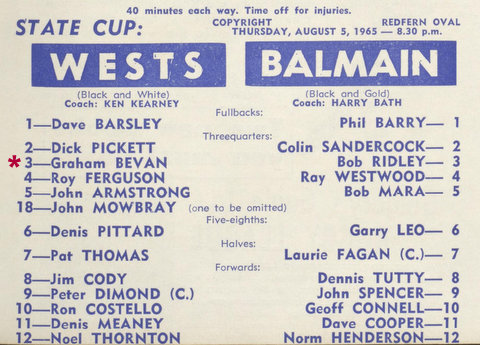 40 minutes each way. Time off for injuries.
STATE CUP:
COPYRIGHT
REDFERN OVAL
THURSDAY, AUGUST 5, 1965 — 8.30 p.m.
WESTS
BALMAIN
(Black and White)
Coach: KEN KEARNEY
(Black and Gold)
Coach: HARRY BATH
Fullbacks:
1—Dave BARSLEY
Phil BARRY— 1
Threequarters:
2—Dick PICKETT
Colin SANDERCOCK— 2
* 3—Graham BEVAN
Bob RIDLEY— 3
4—Roy FERGUSON
Ray WESTWOOD— 4
5—John ARMSTRONG
Bob MARA— 5
18—John MOWBRAY (one to be omitted)
Five-eighths:
6—Denis PITTARD
Garry LEO— 6
Halves:
7—Pat THOMAS
Laurie FAGAN (C.)— 7
Forwards:
8—Jim CODY
Dennis TUTTY— 8
9—Peter DIMOND (C.)
John SPENCER— 9
10—Ron COSTELLO
Geoff CONNELL—10
11—Denis MEANEY
Dave COOPER—11
12—Noel THORNTON
Norm HENDERSON—12